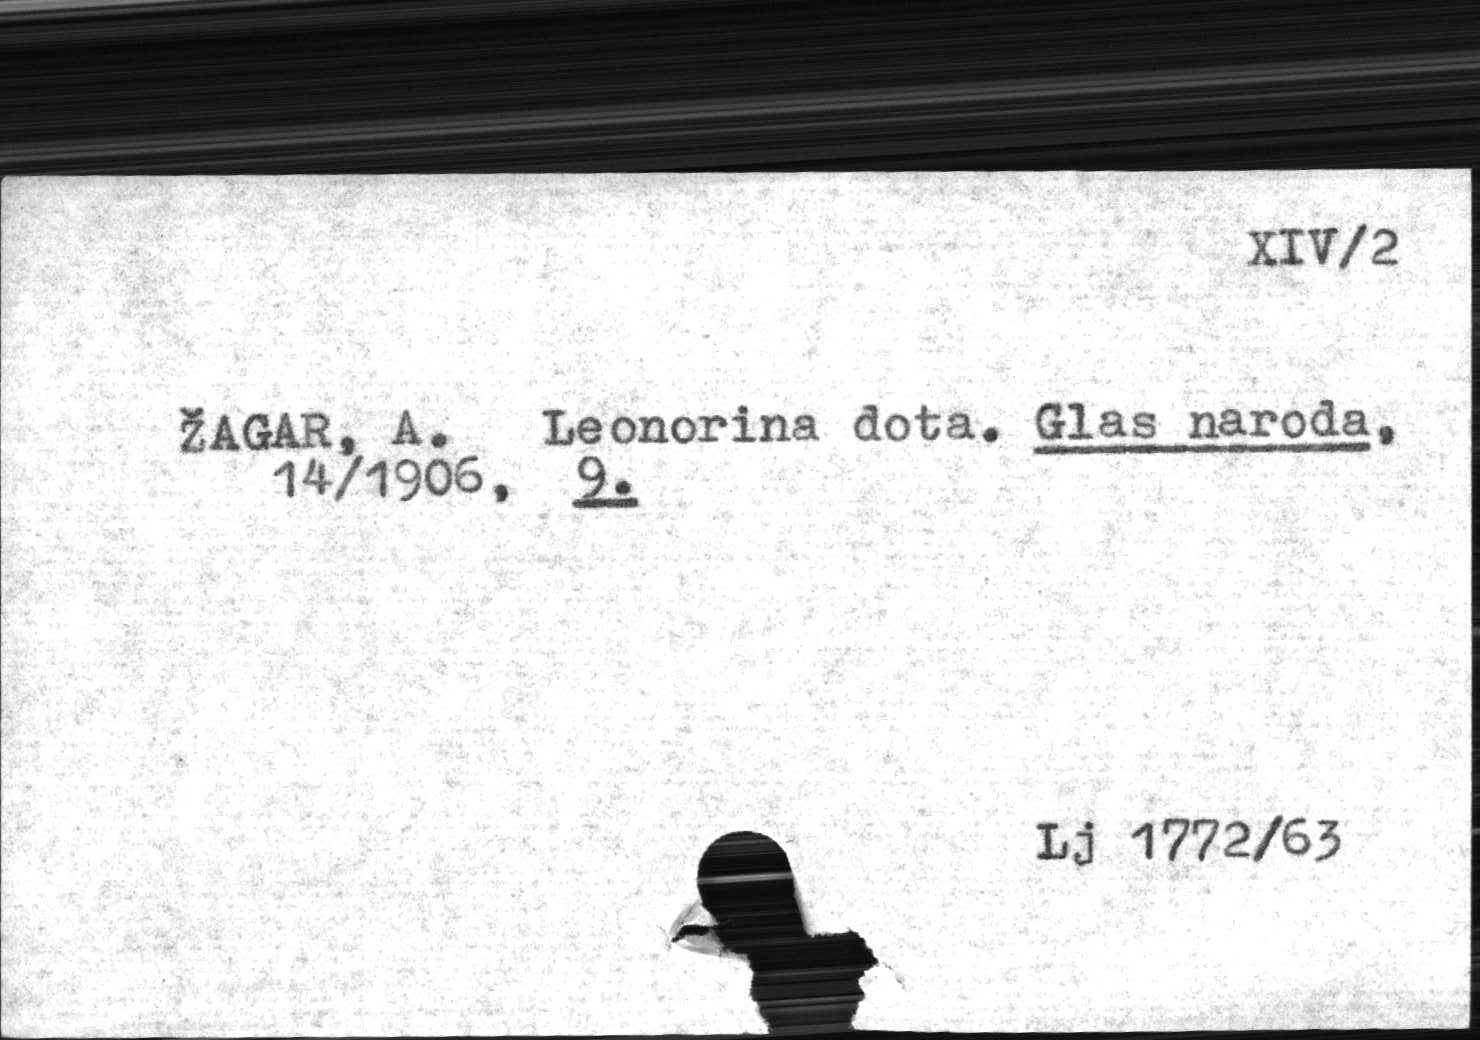 XIV/2
ŽAGAR, A. Leonorina dota. Glas naroda,
14/1906, 9.
Lj 1772/63